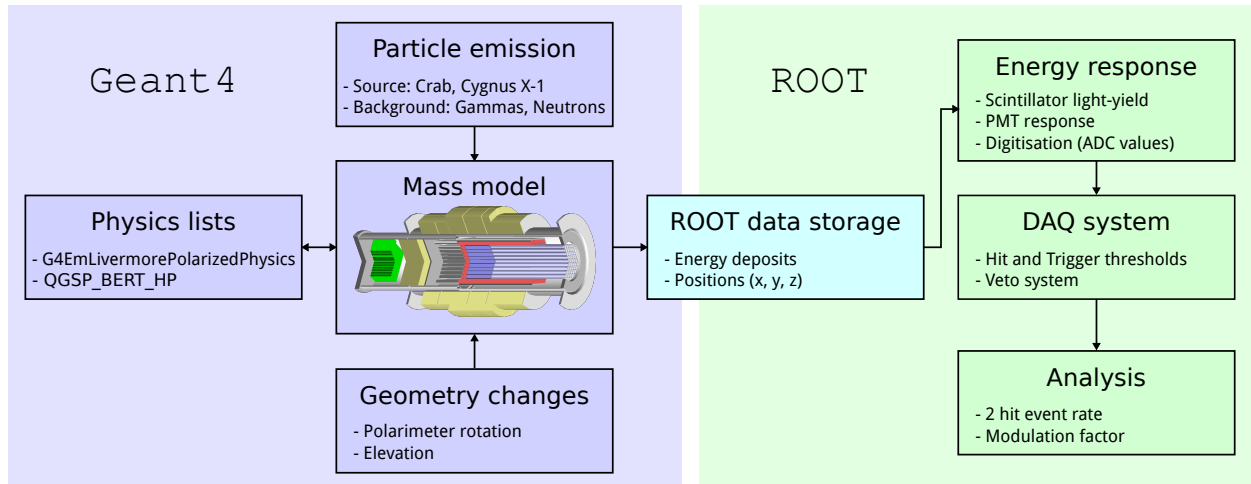 Geant4
Particle emission
- Source: Crab, Cygnus X-1
- Background: Gammas, Neutrons
Physics lists
- G4EmLivermorePolarizedPhysics
- QGSP_BERT_HP
Mass model
Geometry changes
- Polarimeter rotation
- Elevation
ROOT data storage
- Energy deposits
- Positions (x, y, z)
ROOT
Energy response
- Scintillator light-yield
- PMT response
- Digitisation (ADC values)
DAQ system
- Hit and Trigger thresholds
- Veto system
Analysis
- 2 hit event rate
- Modulation factor